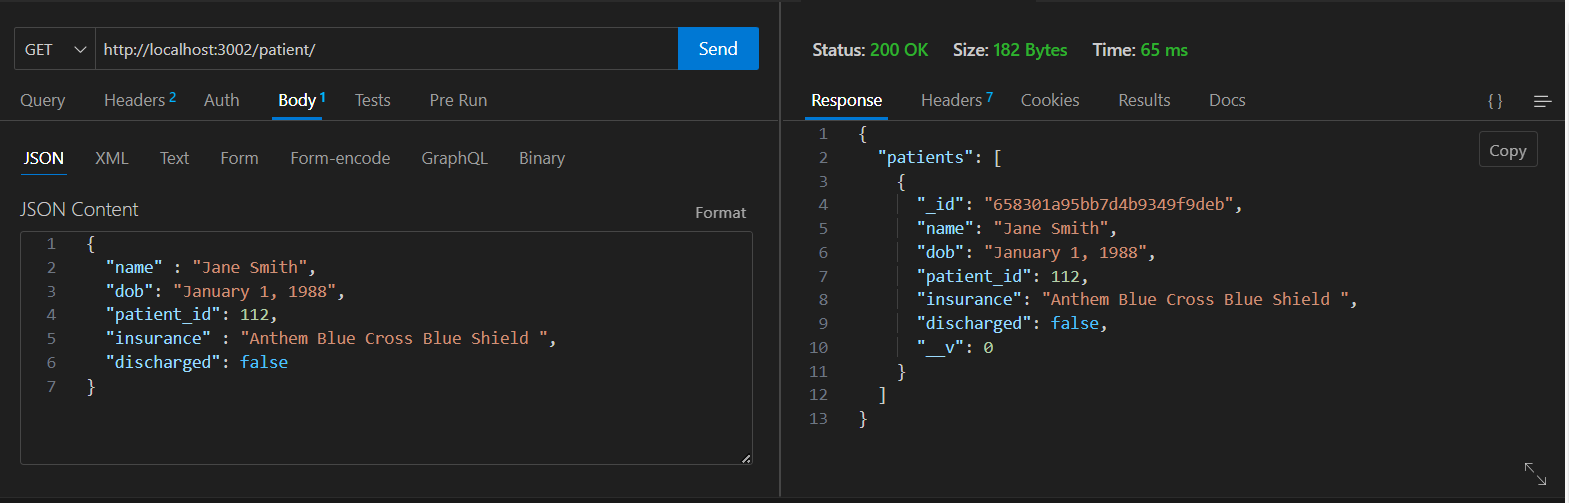 GET http://localhost:3002/patient/ Send
Query Headers 2 Auth Body 1 Tests Pre Run
JSON XML Text Form Form-encode GraphQL Binary
JSON Content Format
1 {
2 "name" : "Jane Smith",
3 "dob": "January 1, 1988",
4 "patient_id": 112,
5 "insurance" : "Anthem Blue Cross Blue Shield ",
6 "discharged": false
7 }
Status: 200 OK Size: 182 Bytes Time: 65 ms
Response Headers 7 Cookies Results Docs {}
Copy
1 {
2 "patients": [
3 {
4 "_id": "658301a95bb7d4b9349f9deb",
5 "name": "Jane Smith",
6 "dob": "January 1, 1988",
7 "patient_id": 112,
8 "insurance": "Anthem Blue Cross Blue Shield ",
9 "discharged": false,
10 "__v": 0
11 }
12 ]
13 }